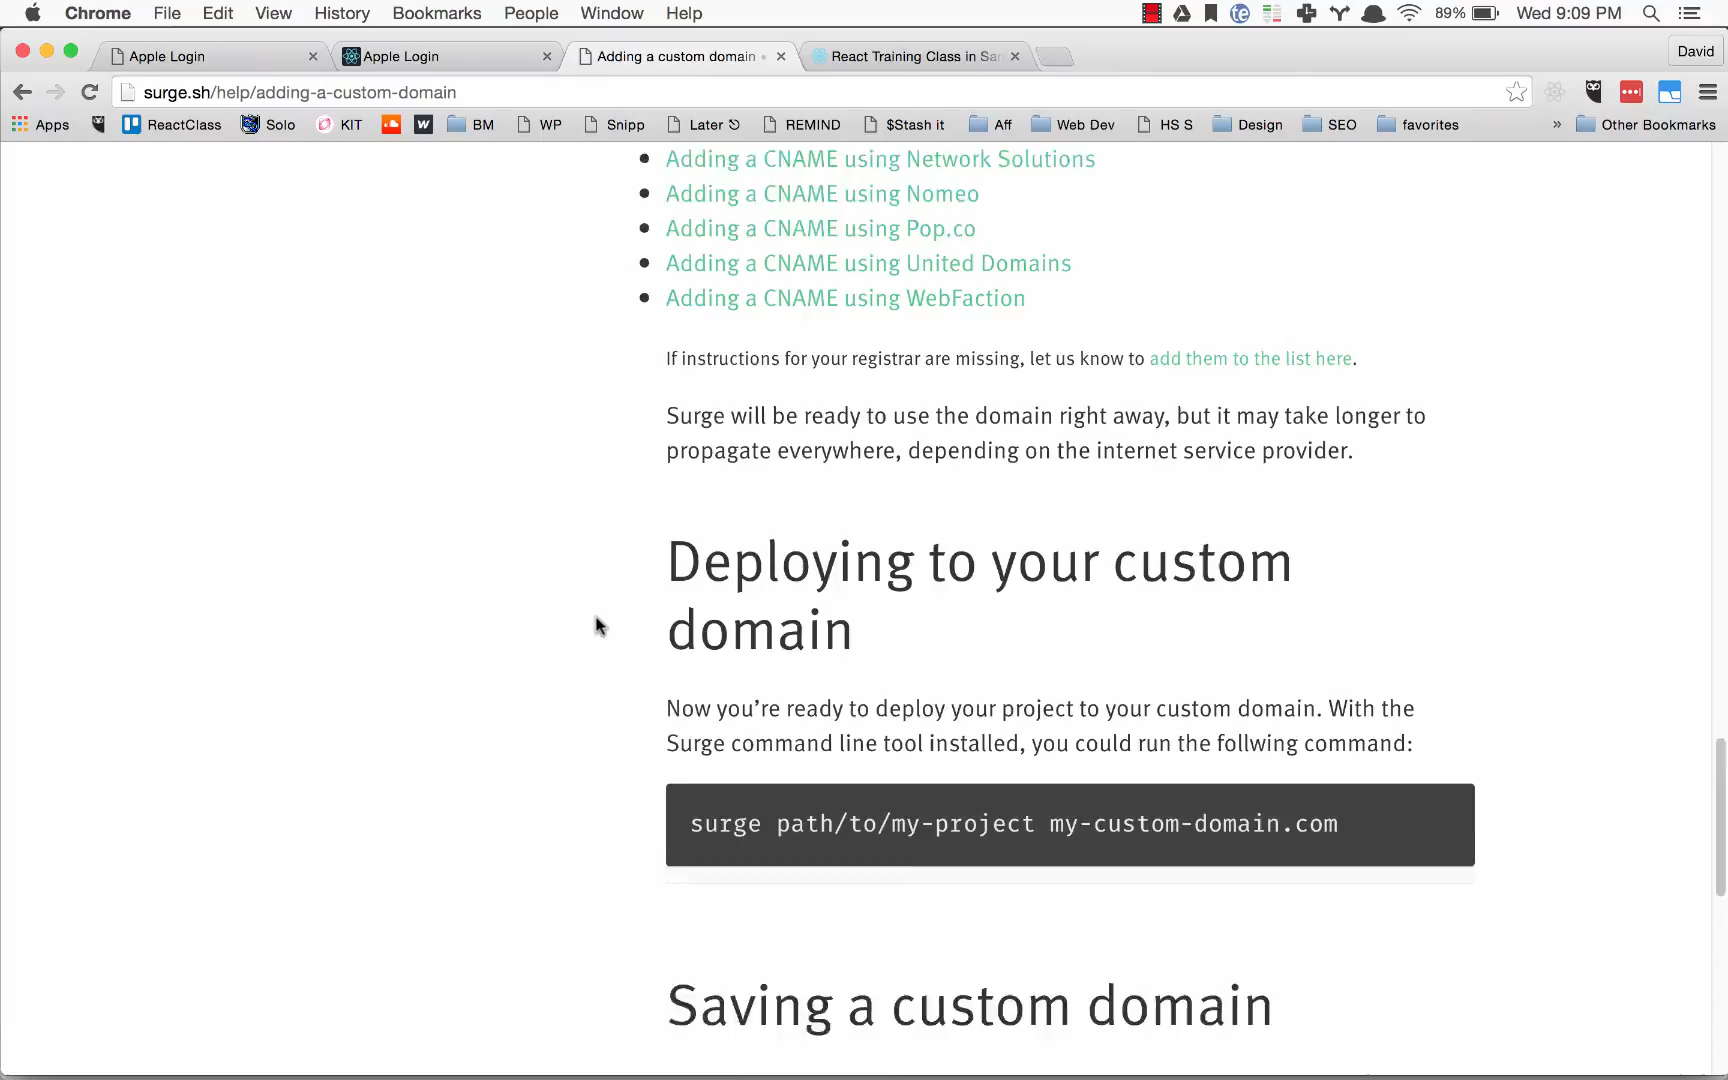 Chrome File Edit View History Bookmarks People Window Help 89% Wed 9:09 PM
Apple Login Apple Login Adding a custom domain React Training Class in San David
surge.sh/help/adding-a-custom-domain
Apps ReactClass Solo KIT W BM WP Snipp Later REMIND $Stash it Aff Web Dev HS S Design SEO favorites » Other Bookmarks
Adding a CNAME using Network Solutions
Adding a CNAME using Nomeo
Adding a CNAME using Pop.co
Adding a CNAME using United Domains
Adding a CNAME using WebFaction
If instructions for your registrar are missing, let us know to add them to the list here.
Surge will be ready to use the domain right away, but it may take longer to
propagate everywhere, depending on the internet service provider.
Deploying to your custom
domain
Now you’re ready to deploy your project to your custom domain. With the
Surge command line tool installed, you could run the follwing command:
surge path/to/my-project my-custom-domain.com
Saving a custom domain